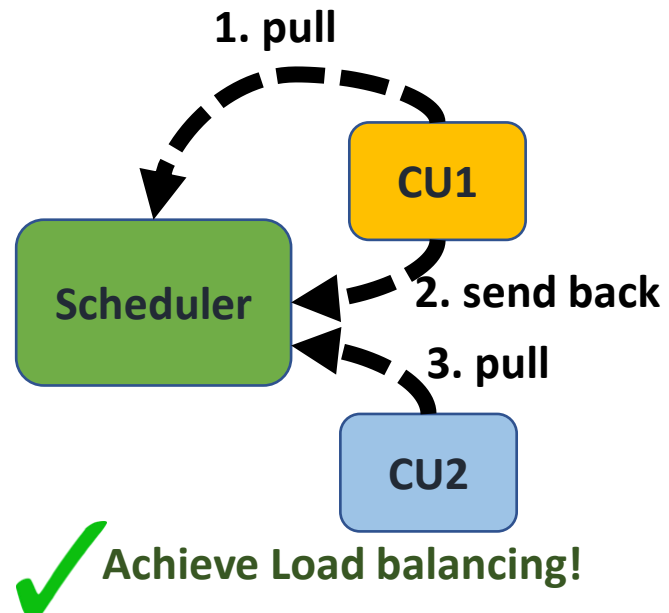 1. pull
CU1
Scheduler
2. send back
3. pull
CU2
Achieve Load balancing!